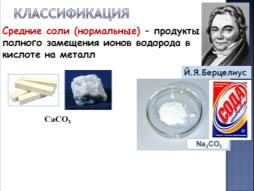 КЛАССИФИКАЦИЯ
Средние соли (нормальные) – продукты
полного замещения ионов водорода в
кислоте на металл
Й.Я.Берцелиус
CaCO₃
СОДА
Na₂CO₃